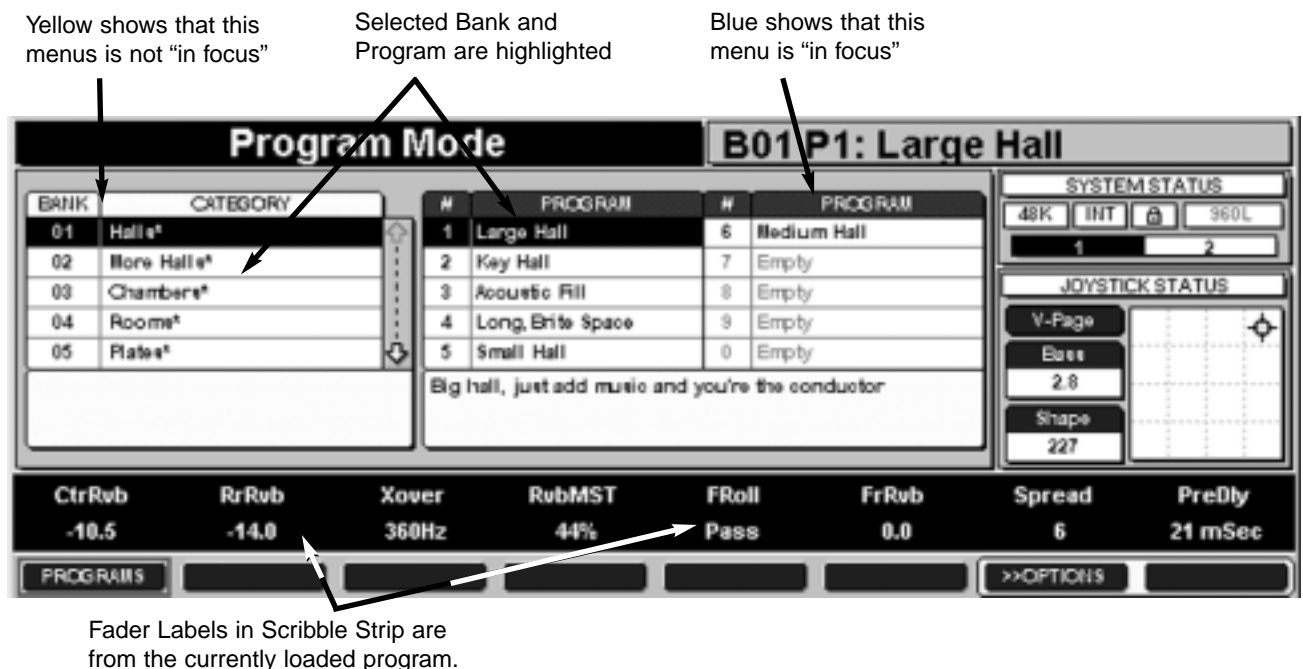 Yellow shows that this
menus is not “in focus”
Selected Bank and
Program are highlighted
Blue shows that this
menu is “in focus”
Program Mode
B01 P1: Large Hall
BANK CATEGORY
01 Halls*
02 More Halls*
03 Chambers*
04 Rooms*
05 Plates*
# PROGRAM # PROGRAM
1 Large Hall 6 Medium Hall
2 Key Hall 7 Empty
3 Acoustic Fill 8 Empty
4 Long, Brite Space 9 Empty
5 Small Hall 0 Empty
Big hall, just add music and you're the conductor
SYSTEM STATUS
48K INT 960L
1 2
JOYSTICK STATUS
V-Page
Bass
2.8
Shape
227
CtrRvb RrRvb Xover RvbMST FRoll FrRvb Spread PreDly
-10.5 -14.0 360Hz 44% Pass 0.0 6 21 mSec
PROGRAMS >>OPTIONS
Fader Labels in Scribble Strip are
from the currently loaded program.